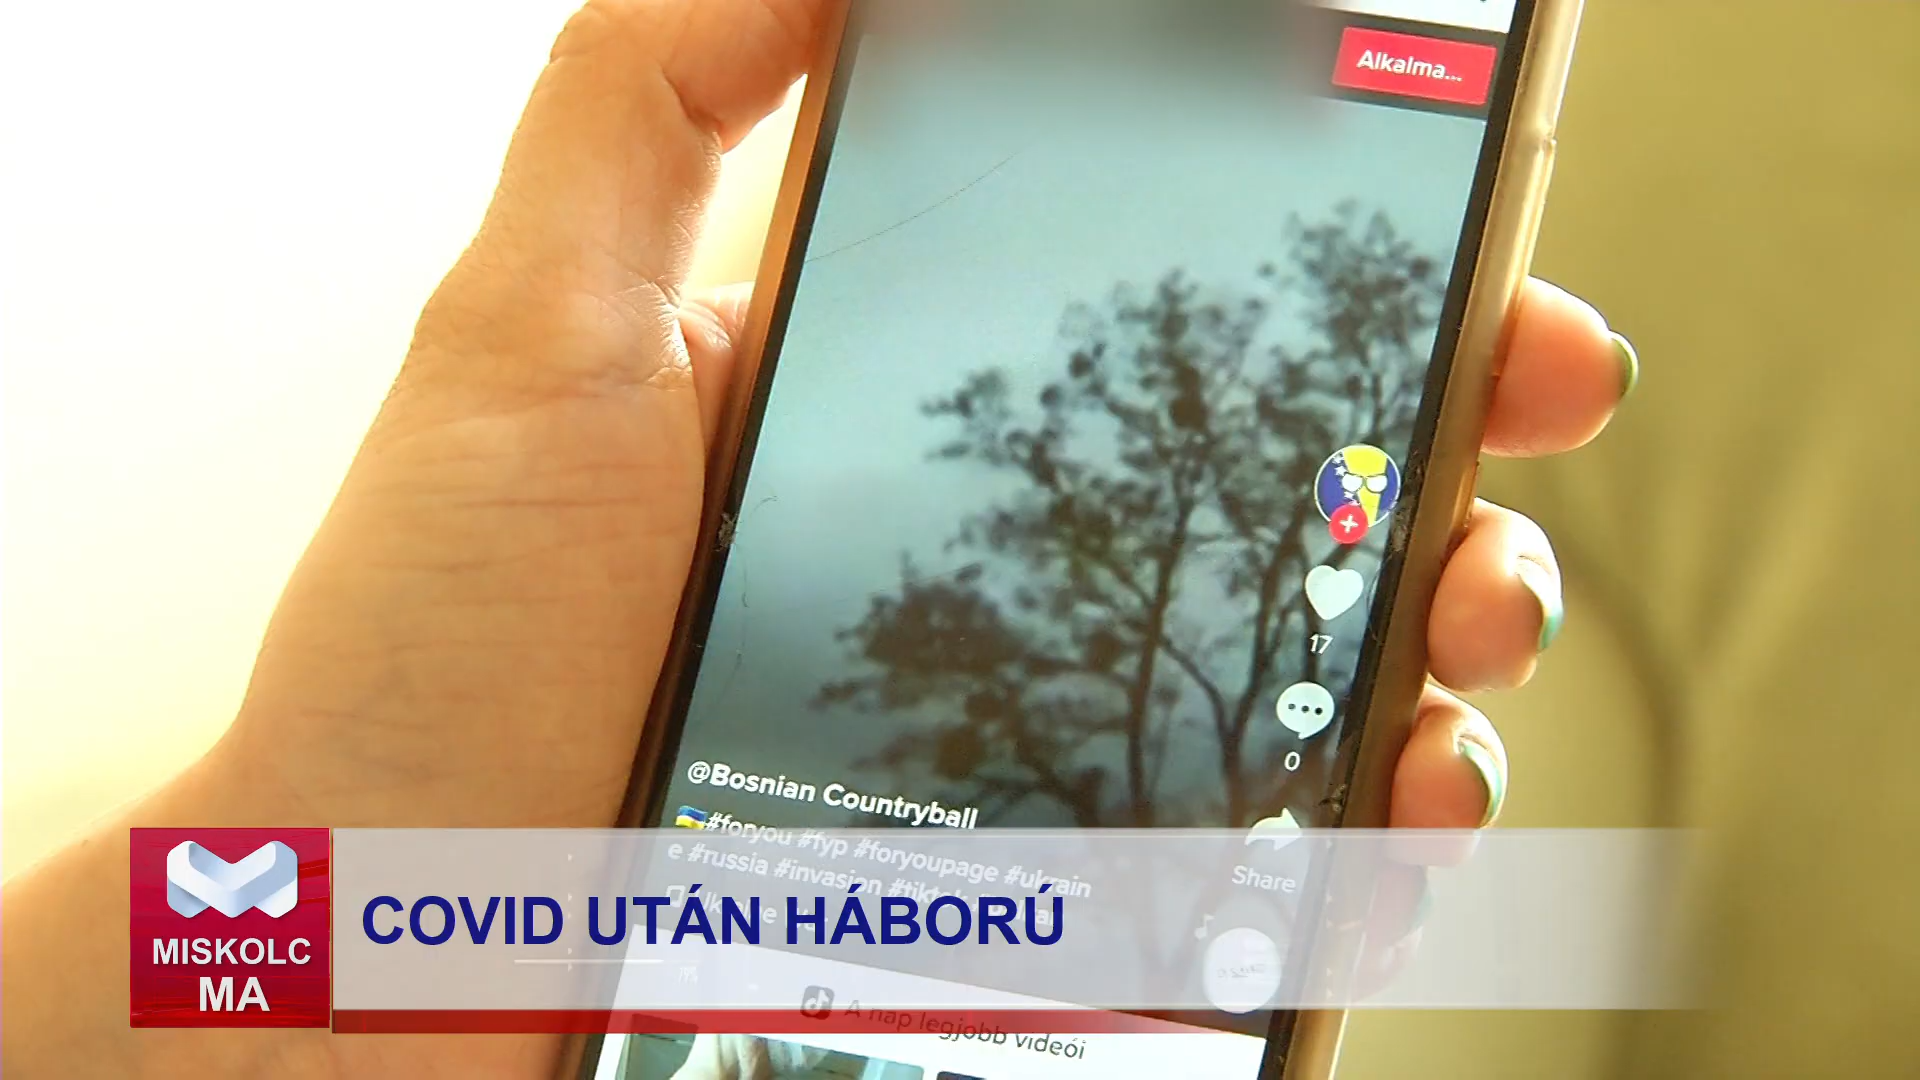 Alkalma...
17
0
@Bosnian Countryball
🇺🇦#foryou #fyp #foryoupage #ukrain
e #russia #invasion
Share
COVID UTÁN HÁBORÚ
MISKOLC
MA
A nap legjobb videói